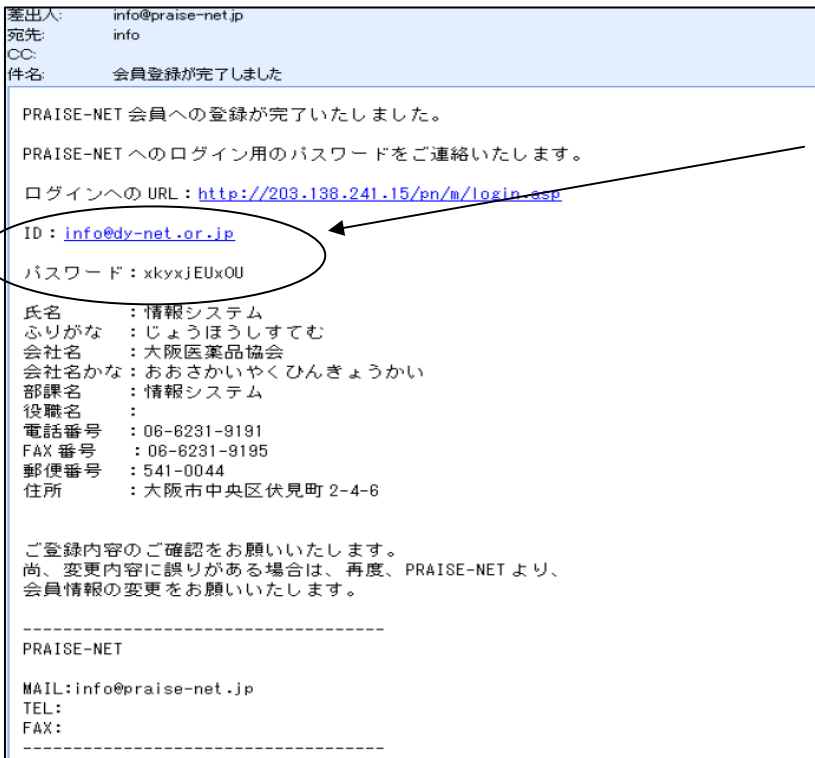 差出人: info@praise-net.jp
宛先: info
CC:
件名: 会員登録が完了しました
PRAISE-NET 会員への登録が完了いたしました。
PRAISE-NET へのログイン用のパスワードをご連絡いたします。
ログインへの URL：http://203.138.241.15/pn/m/login.asp
ID：info@dy-net.or.jp
パスワード：xkyxjEUxOU
氏名　　　：情報システム
ふりがな　：じょうほうしすてむ
会社名　　：大阪医薬品協会
会社名かな：おおさかいやくひんきょうかい
部課名　　：情報システム
役職名　　：
電話番号　：06-6231-9191
FAX 番号　：06-6231-9195
郵便番号　：541-0044
住所　　　：大阪市中央区伏見町 2-4-6
ご登録内容のご確認をお願いいたします。
尚、変更内容に誤りがある場合は、再度、PRAISE-NET より、
会員情報の変更をお願いいたします。
------------------------------------
PRAISE-NET
MAIL:info@praise-net.jp
TEL:
FAX:
------------------------------------